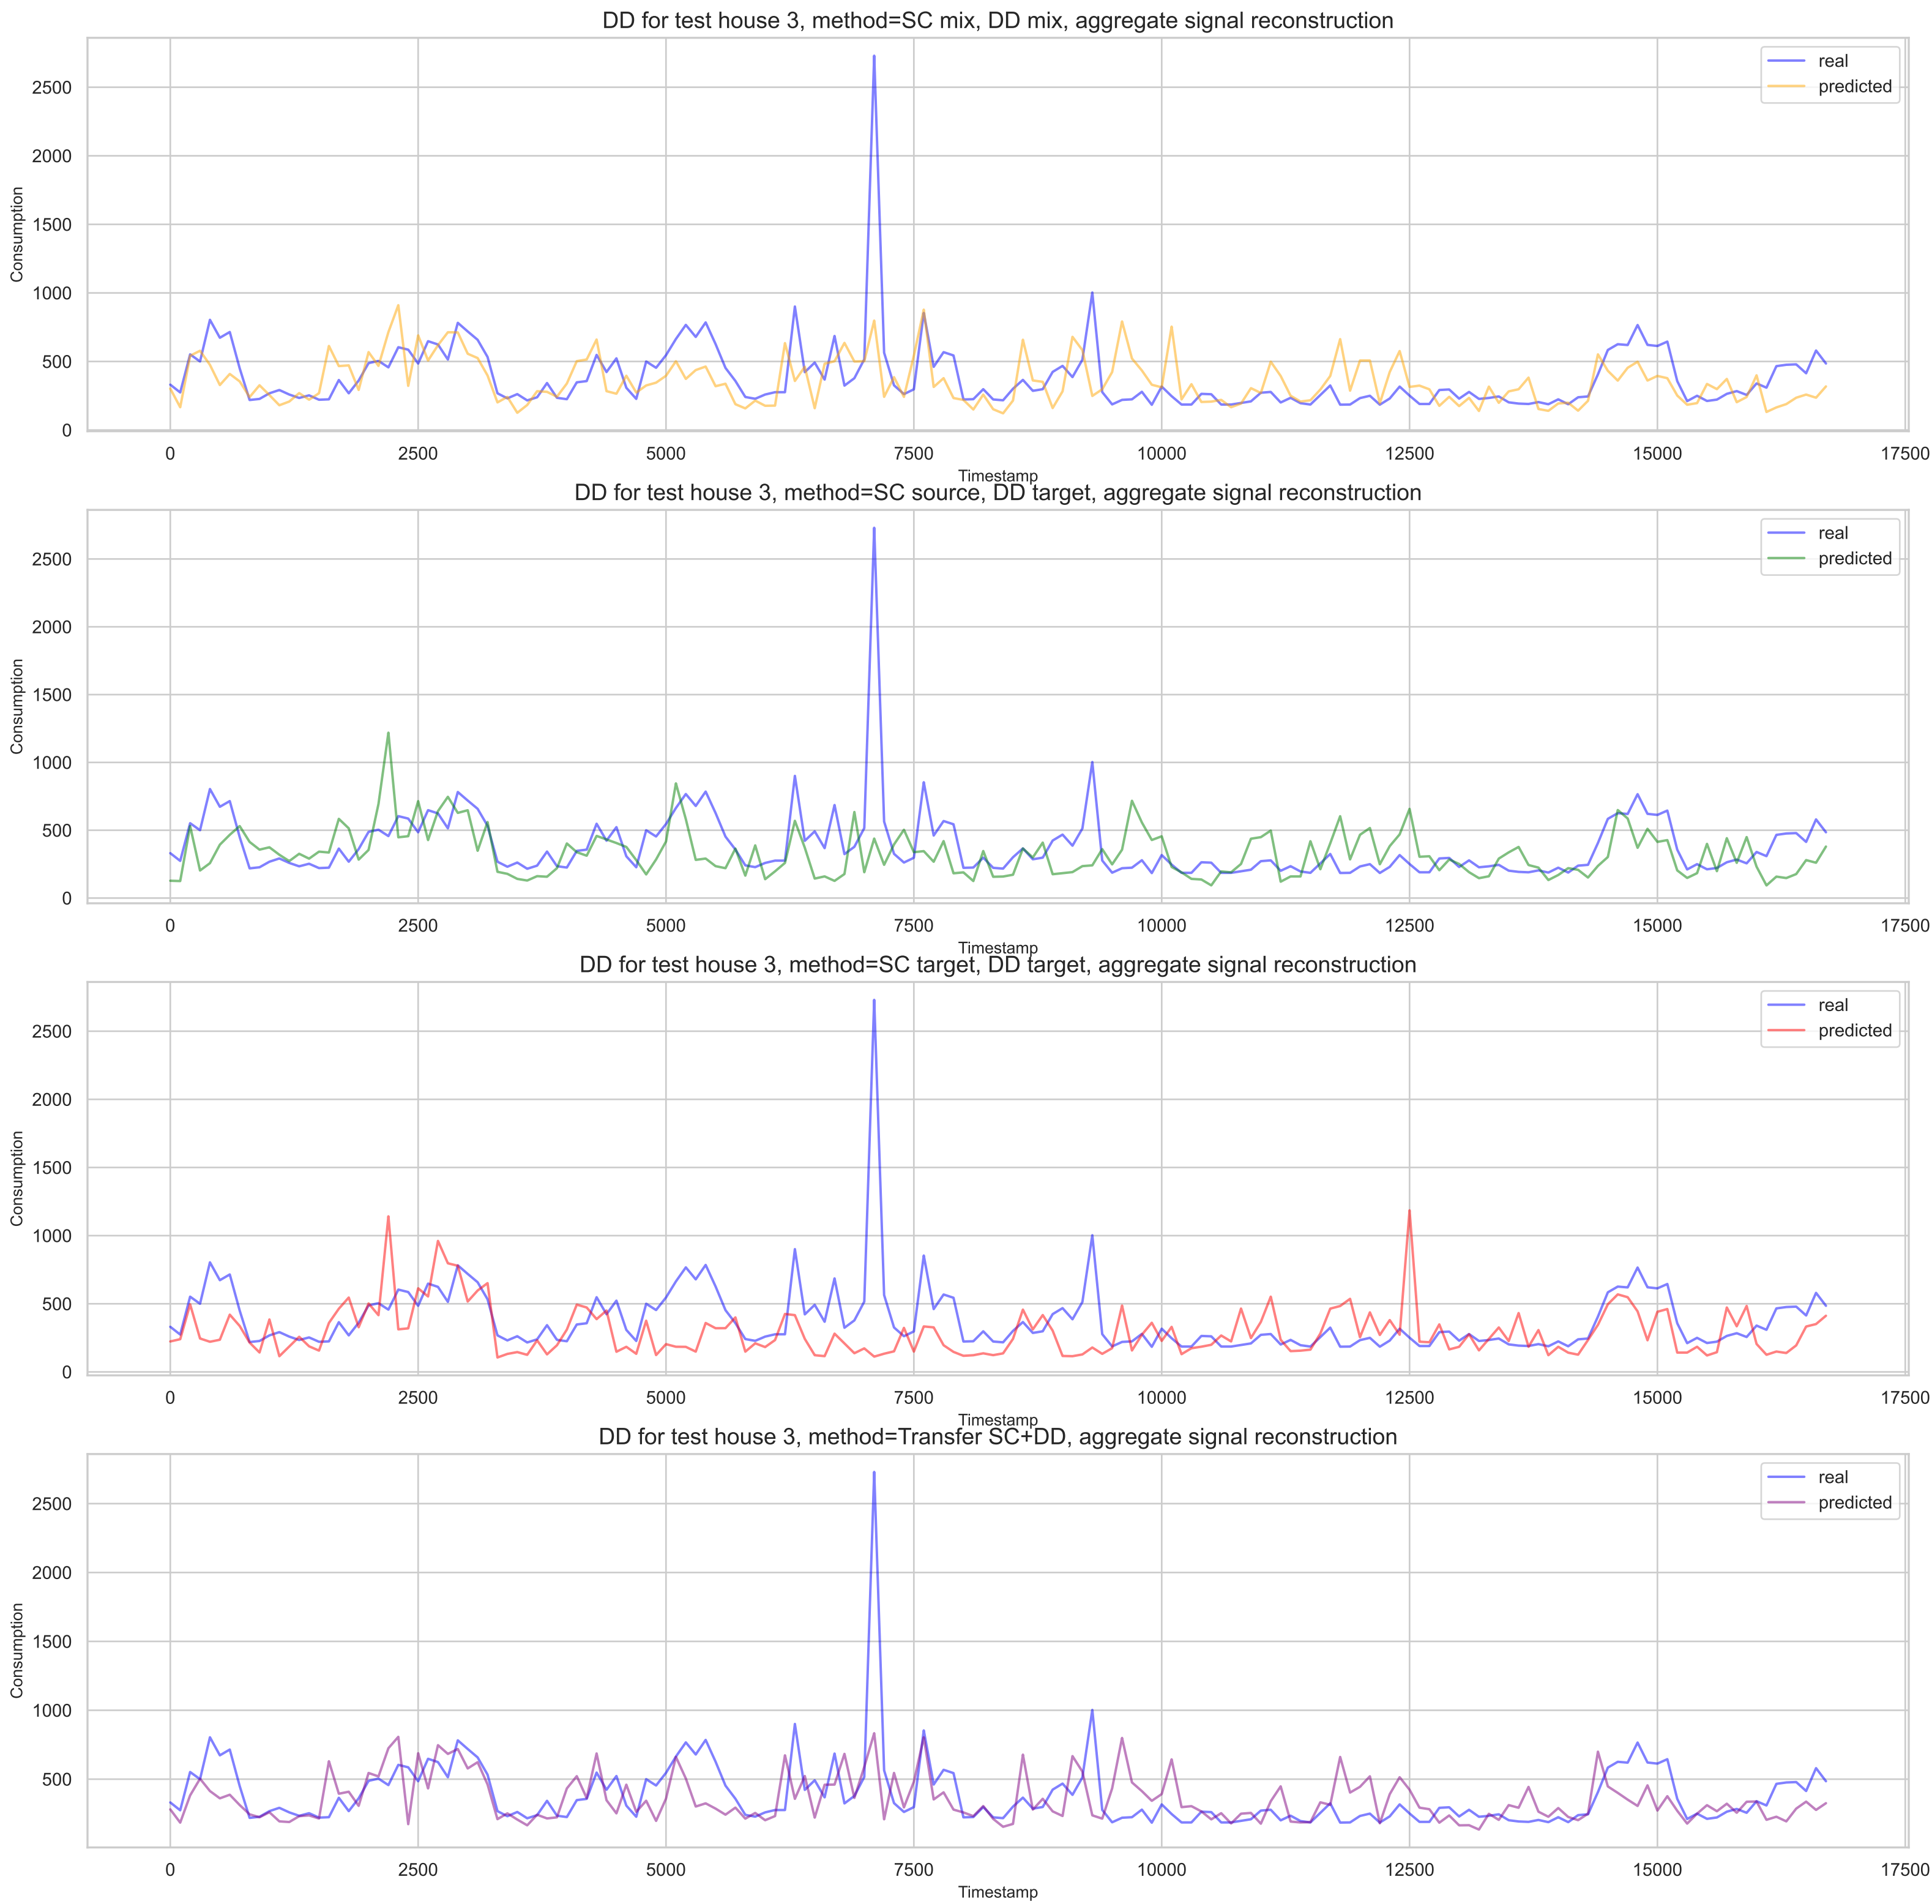 DD for test house 3, method=SC mix, DD mix, aggregate signal reconstruction
real
predicted
Consumption
2500
2000
1500
1000
500
0
0 2500 5000 7500 10000 12500 15000 17500
Timestamp
DD for test house 3, method=SC source, DD target, aggregate signal reconstruction
real
predicted
Consumption
2500
2000
1500
1000
500
0
0 2500 5000 7500 10000 12500 15000 17500
Timestamp
DD for test house 3, method=SC target, DD target, aggregate signal reconstruction
real
predicted
Consumption
2500
2000
1500
1000
500
0
0 2500 5000 7500 10000 12500 15000 17500
Timestamp
DD for test house 3, method=Transfer SC+DD, aggregate signal reconstruction
real
predicted
Consumption
2500
2000
1500
1000
500
0 2500 5000 7500 10000 12500 15000 17500
Timestamp